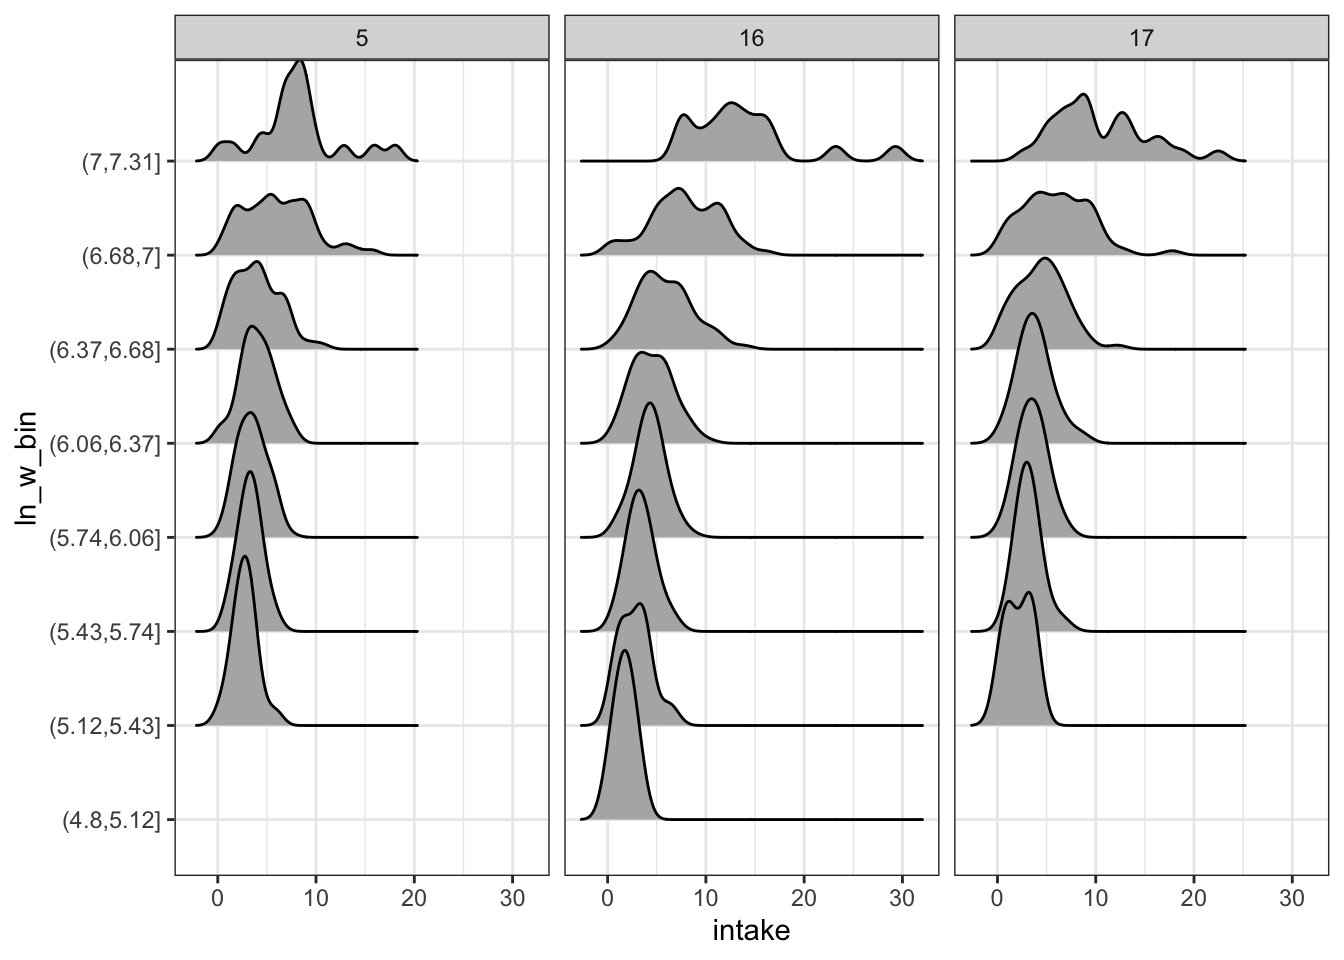 5 16 17
(7,7.31]
(6.68,7]
(6.37,6.68]
(6.06,6.37]
(5.74,6.06]
(5.43,5.74]
(5.12,5.43]
(4.8,5.12]
ln_w_bin
0 10 20 30 0 10 20 30 0 10 20 30
intake